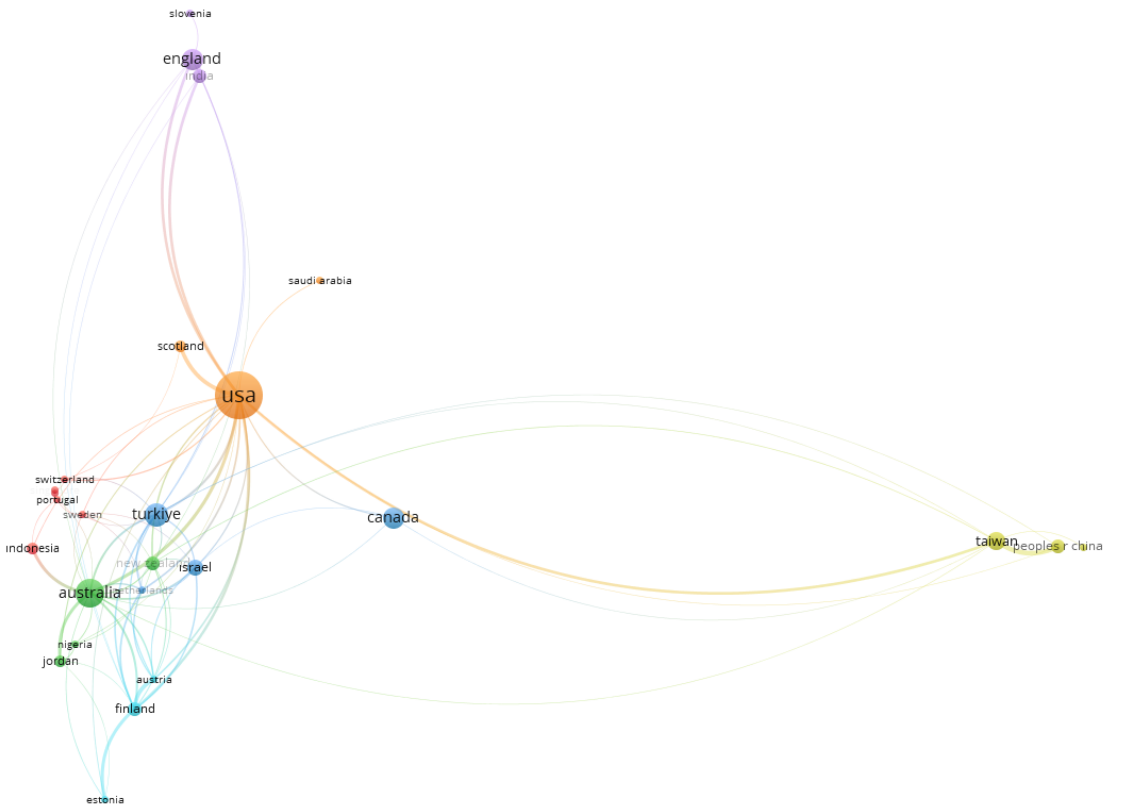 slovenia
england
india
saudi arabia
scotland
usa
switzerland
portugal
sweden
turkiye
canada
taiwan
peoples r china
indonesia
new zealand
israel
australia
netherlands
nigeria
jordan
austria
finland
estonia